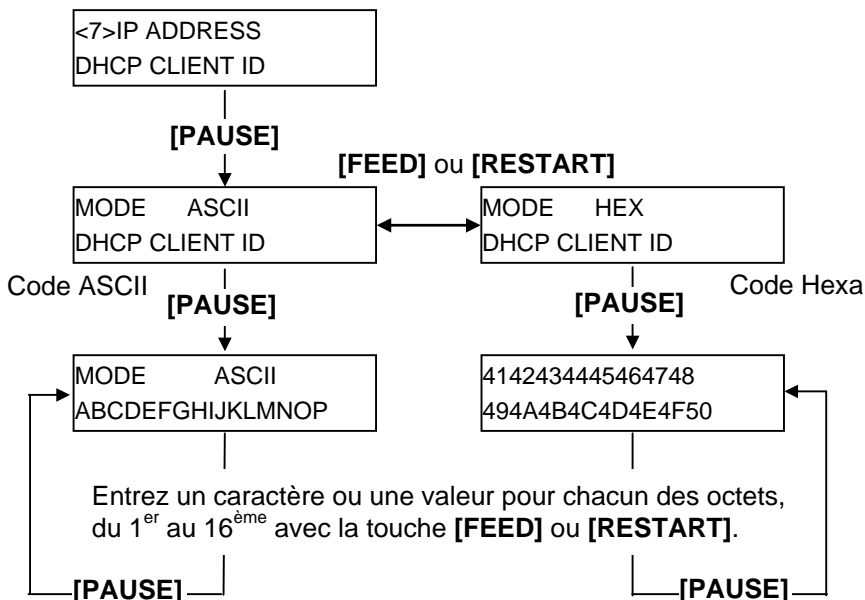 <7>IP ADDRESS
DHCP CLIENT ID
[PAUSE]
[FEED] ou [RESTART]
MODE ASCII
DHCP CLIENT ID
MODE HEX
DHCP CLIENT ID
Code ASCII
[PAUSE]
[PAUSE]
Code Hexa
MODE ASCII
ABCDEFGHIJKLMNOP
4142434445464748
494A4B4C4D4E4F50
Entrez un caractère ou une valeur pour chacun des octets,
du 1er au 16ème avec la touche [FEED] ou [RESTART].
[PAUSE]
[PAUSE]